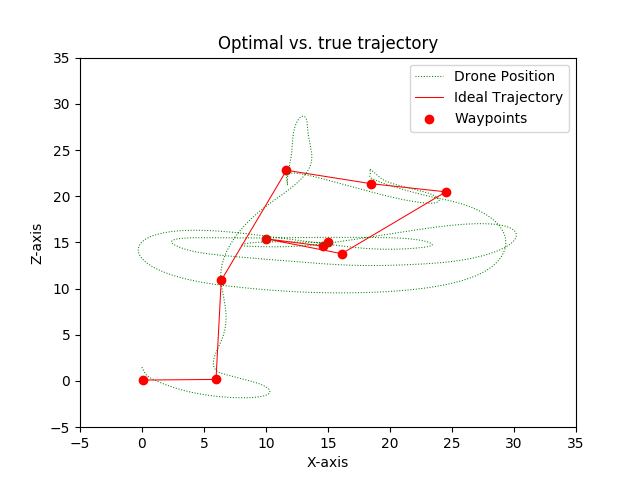 Optimal vs. true trajectory
Drone Position
Ideal Trajectory
Waypoints
Z-axis
35
30
25
20
15
10
5
0
−5
−5 0 5 10 15 20 25 30 35
X-axis